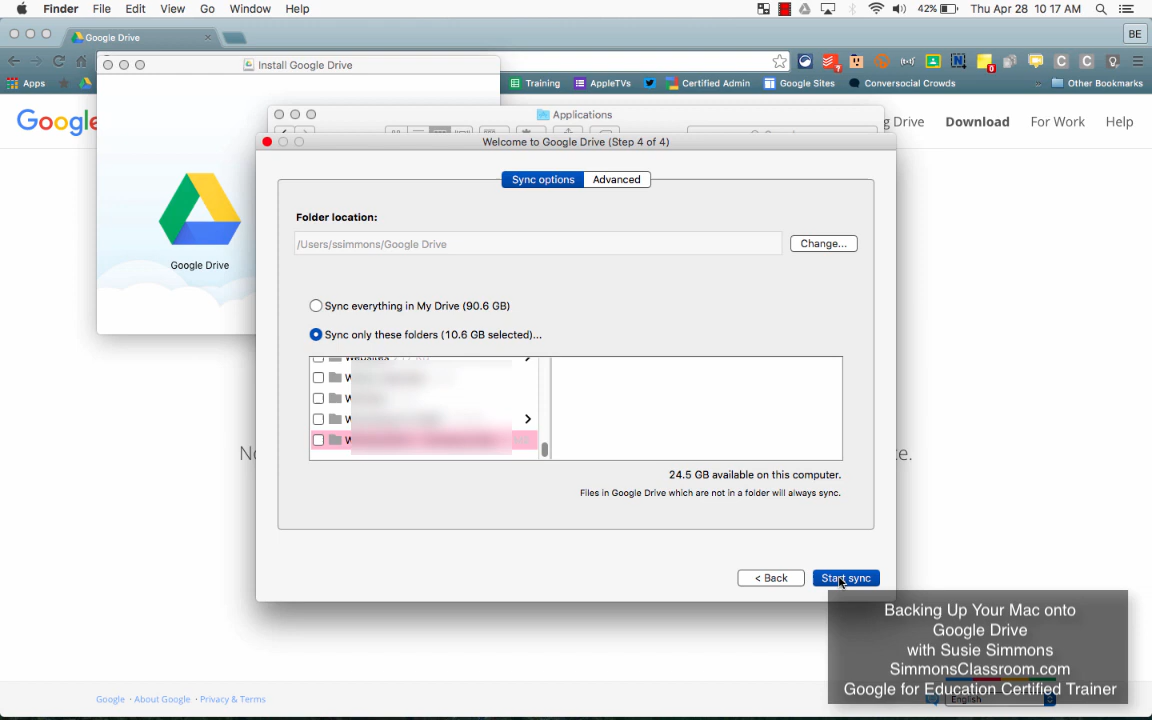 Finder File Edit View Go Window Help
42% Thu Apr 28 10:17 AM
Google Drive
BE
Install Google Drive
Apps
Training AppleTVs Certified Admin Google Sites Conversocial Crowds Other Bookmarks
Applications
Google
Drive Download For Work Help
Welcome to Google Drive (Step 4 of 4)
Sync options Advanced
Folder location:
/Users/ssimmons/Google Drive
Change...
Google Drive
Sync everything in My Drive (90.6 GB)
Sync only these folders (10.6 GB selected)...
24.5 GB available on this computer.
Files in Google Drive which are not in a folder will always sync.
< Back
Start sync
Backing Up Your Mac onto
Google Drive
with Susie Simmons
SimmonsClassroom.com
Google for Education Certified Trainer
Google · About Google · Privacy & Terms
English